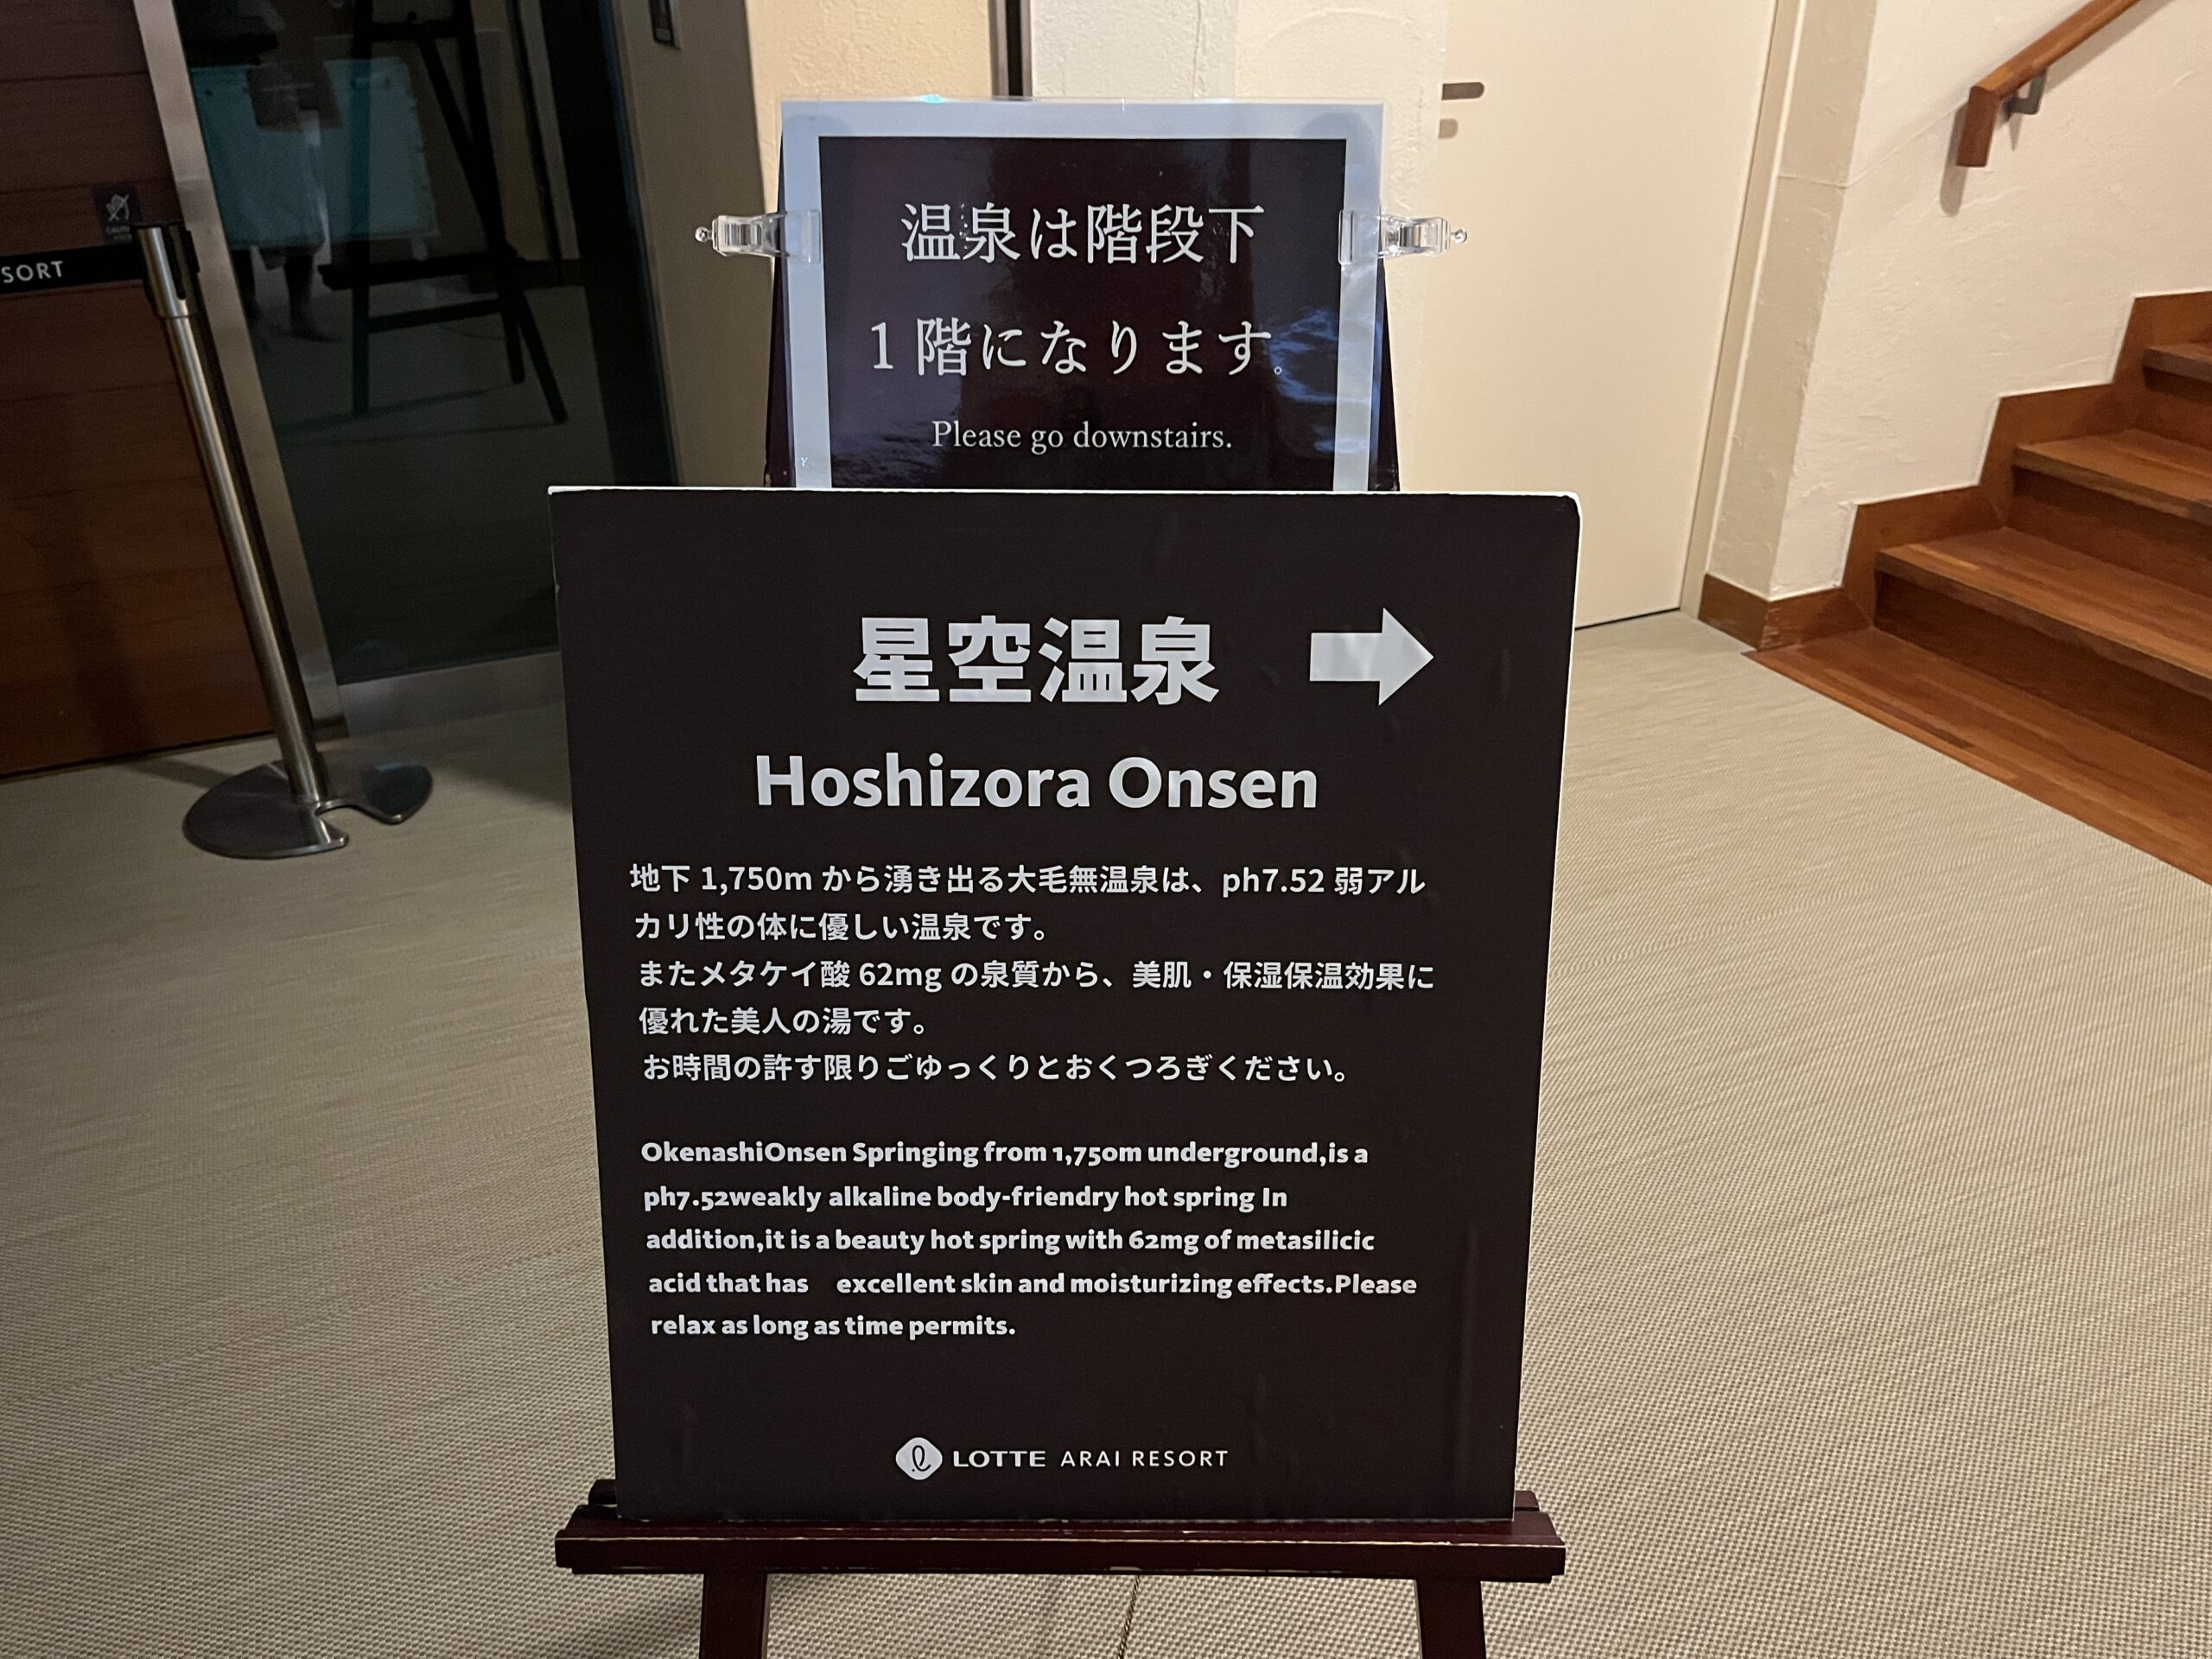 温泉は階段下
1階になります。
Please go downstairs.
星空温泉
Hoshizora Onsen
地下 1,750m から湧き出る大毛無温泉は、ph7.52 弱アル
カリ性の体に優しい温泉です。
またメタケイ酸 62mg の泉質から、美肌・保湿保温効果に
優れた美人の湯です。
お時間の許す限りごゆっくりとおくつろぎください。
OkenashiOnsen Springing from 1,750m underground,is a
ph7.52weakly alkaline body-friendry hot spring In
addition,it is a beauty hot spring with 62mg of metasilicic
acid that has excellent skin and moisturizing effects.Please
relax as long as time permits.
LOTTE ARAI RESORT
SORT